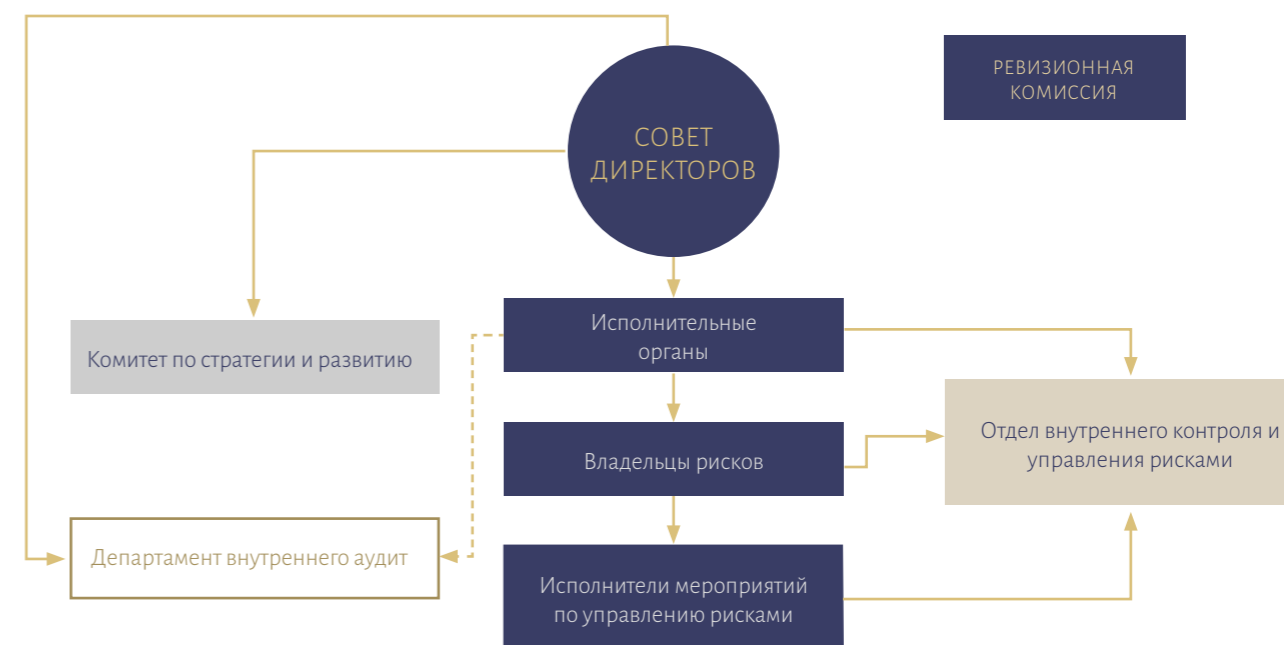 РЕВИЗИОННАЯ
КОМИССИЯ
СОВЕТ
ДИРЕКТОРОВ
Исполнительные
органы
Комитет по стратегии и развитию
Владельцы рисков
Отдел внутреннего контроля и
управления рисками
Департамент внутреннего аудит
Исполнители мероприятий
по управлению рисками